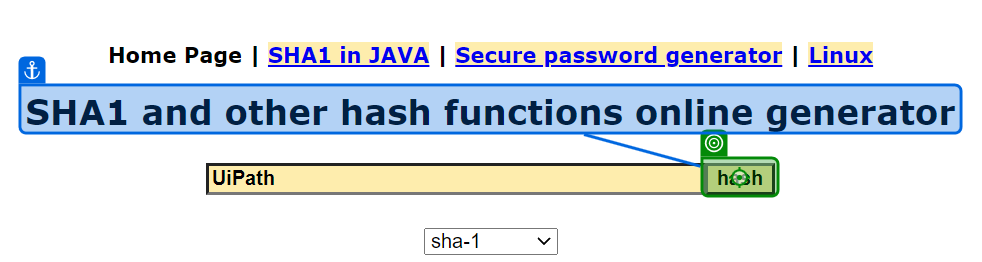 Home Page | SHA1 in JAVA | Secure password generator | Linux
SHA1 and other hash functions online generator
UiPath hash
sha-1